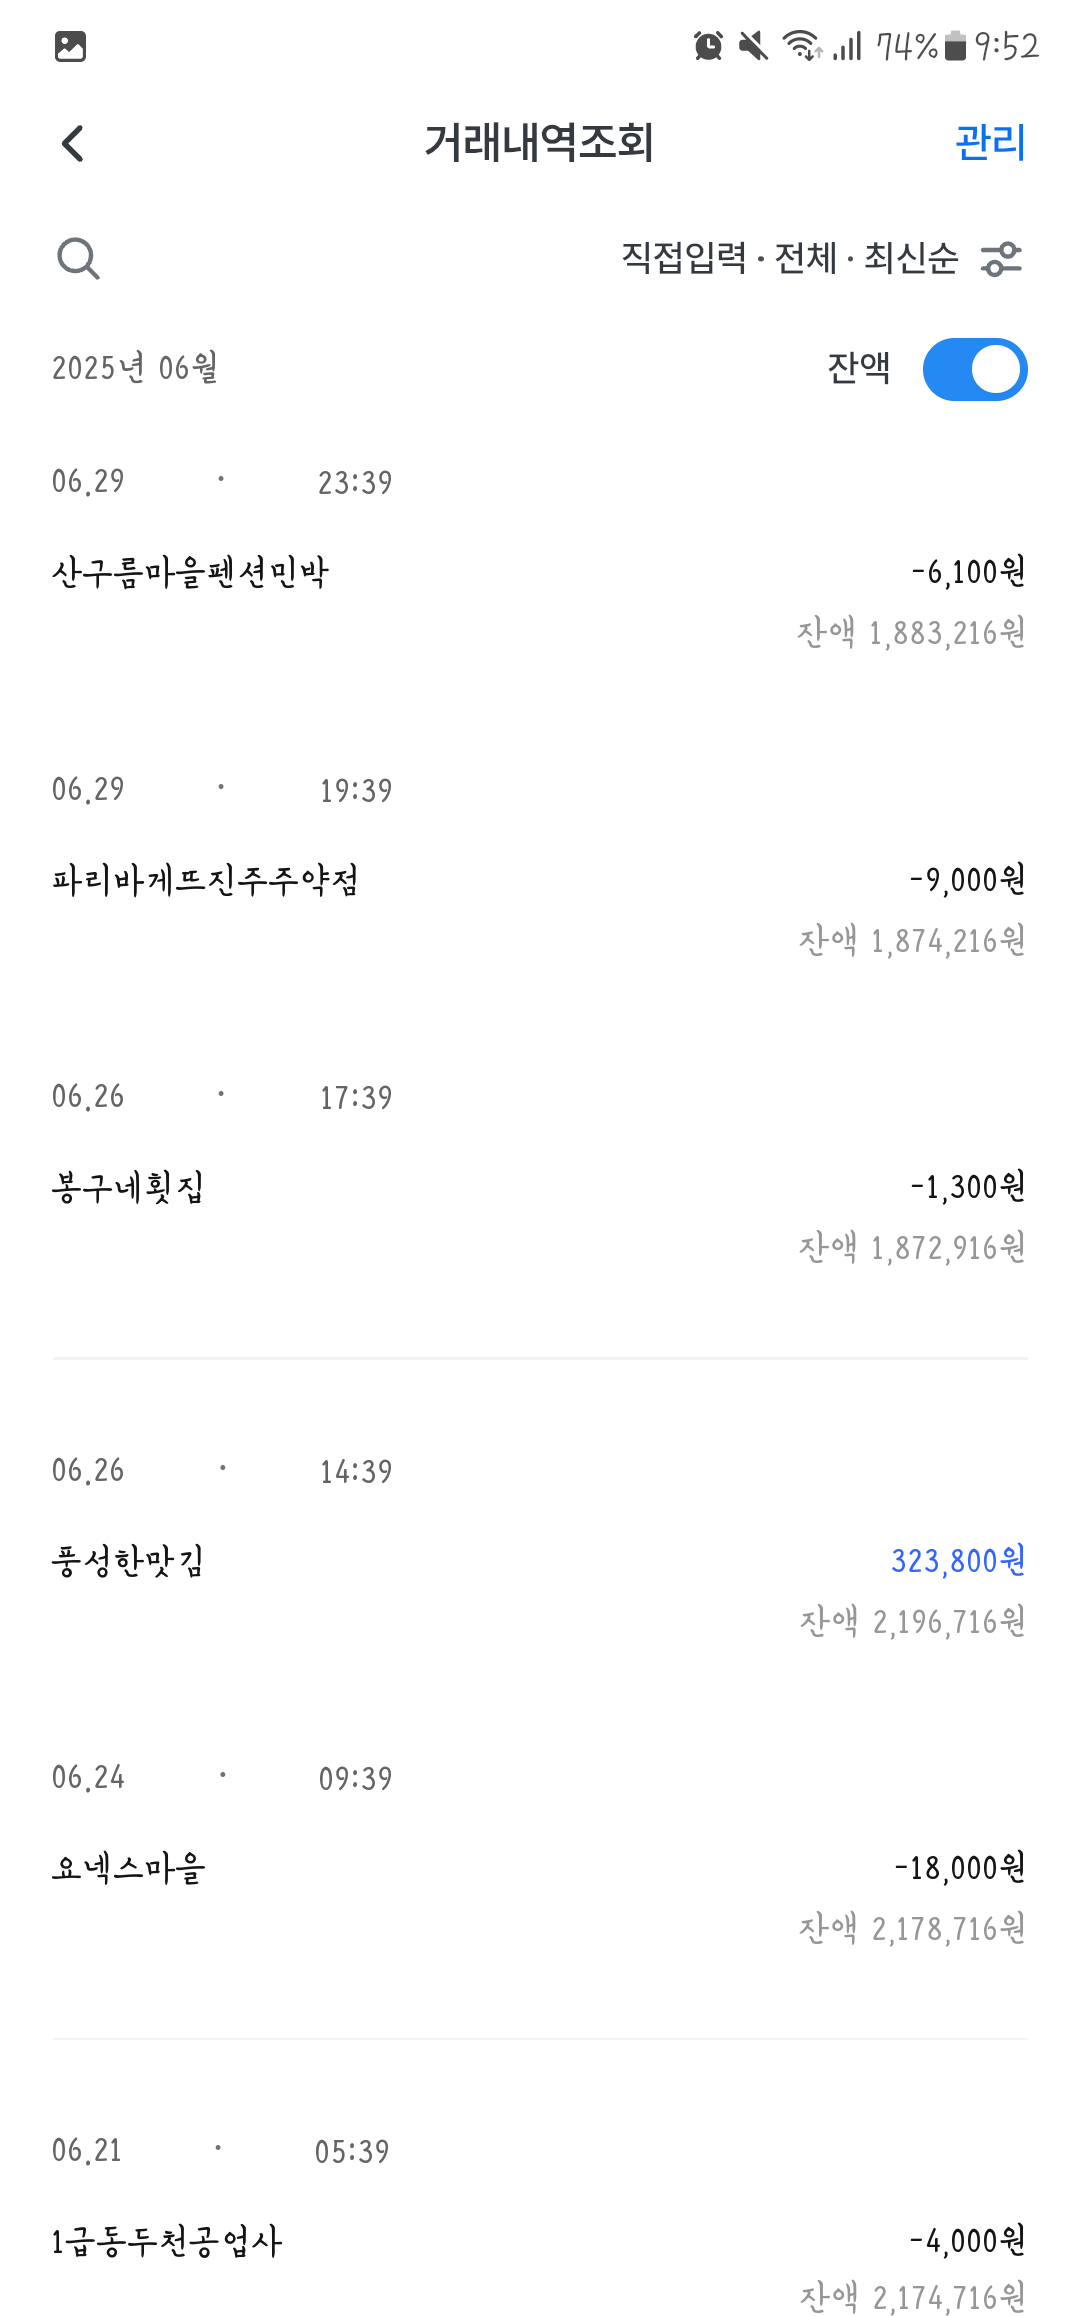 74% 9:52
거래내역조회 관리
직접입력 · 전체 · 최신순
2025년 06월 잔액
06.29 · 23:39
산구름마을펜션민박 -6,100원
잔액 1,883,216원
06.29 · 19:39
파리바게뜨진주주약점 -9,000원
잔액 1,874,216원
06.26 · 17:39
봉구네횟집 -1,300원
잔액 1,872,916원
06.26 · 14:39
풍성한맛김 323,800원
잔액 2,196,716원
06.24 · 09:39
요넥스마을 -18,000원
잔액 2,178,716원
06.21 · 05:39
1급동두천공업사 -4,000원
잔액 2,174,716원